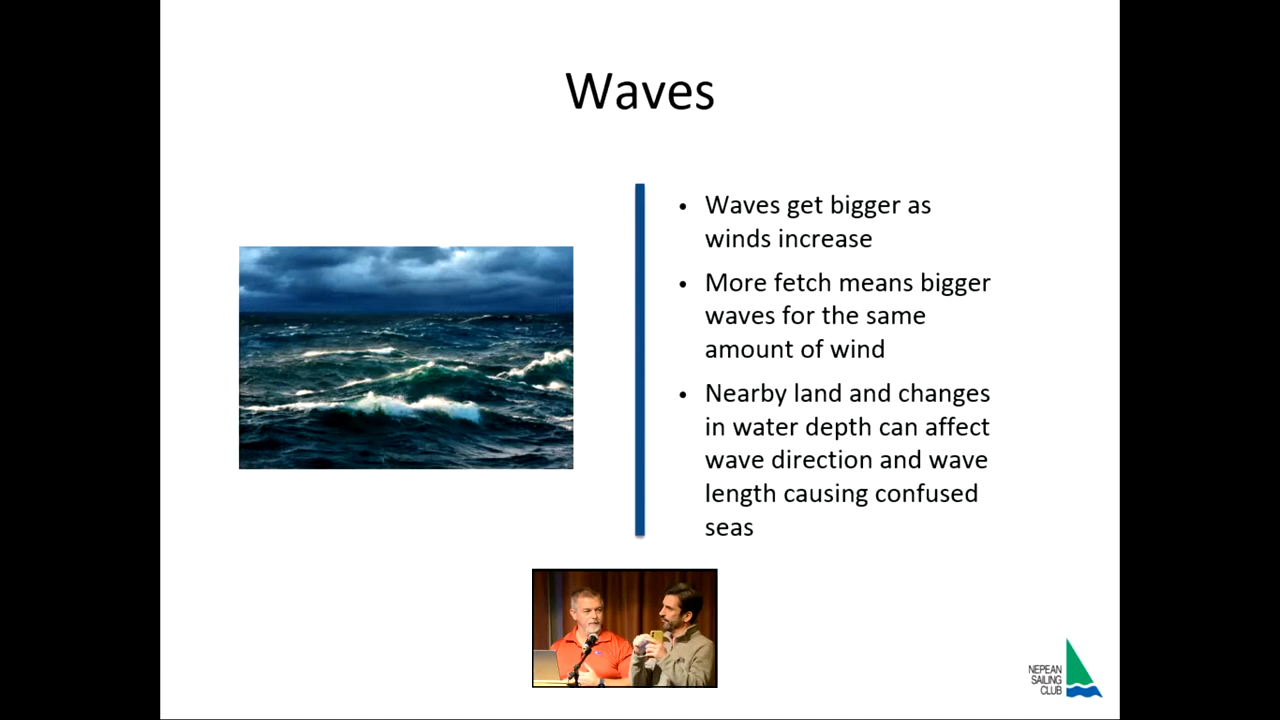 Waves
• Waves get bigger as
winds increase
• More fetch means bigger
waves for the same
amount of wind
• Nearby land and changes
in water depth can affect
wave direction and wave
length causing confused
seas
NEPEAN
SAILING
CLUB